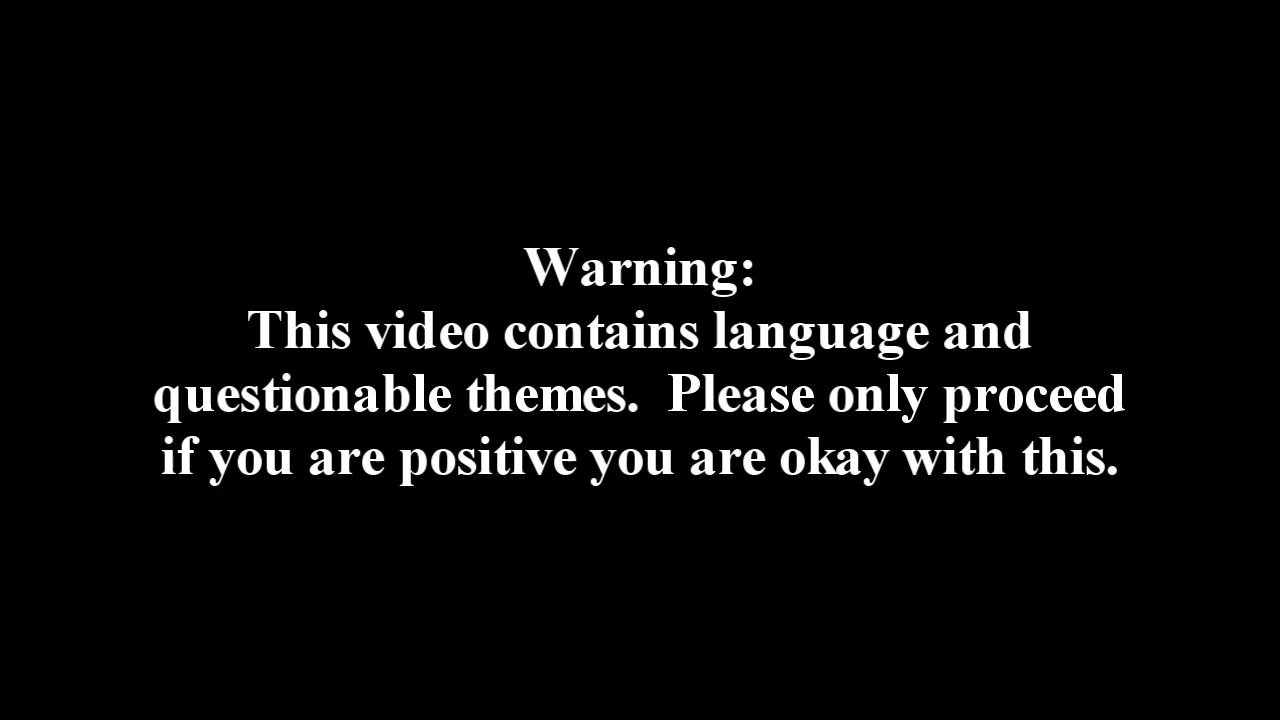 Warning:
This video contains language and
questionable themes.  Please only proceed
if you are positive you are okay with this.